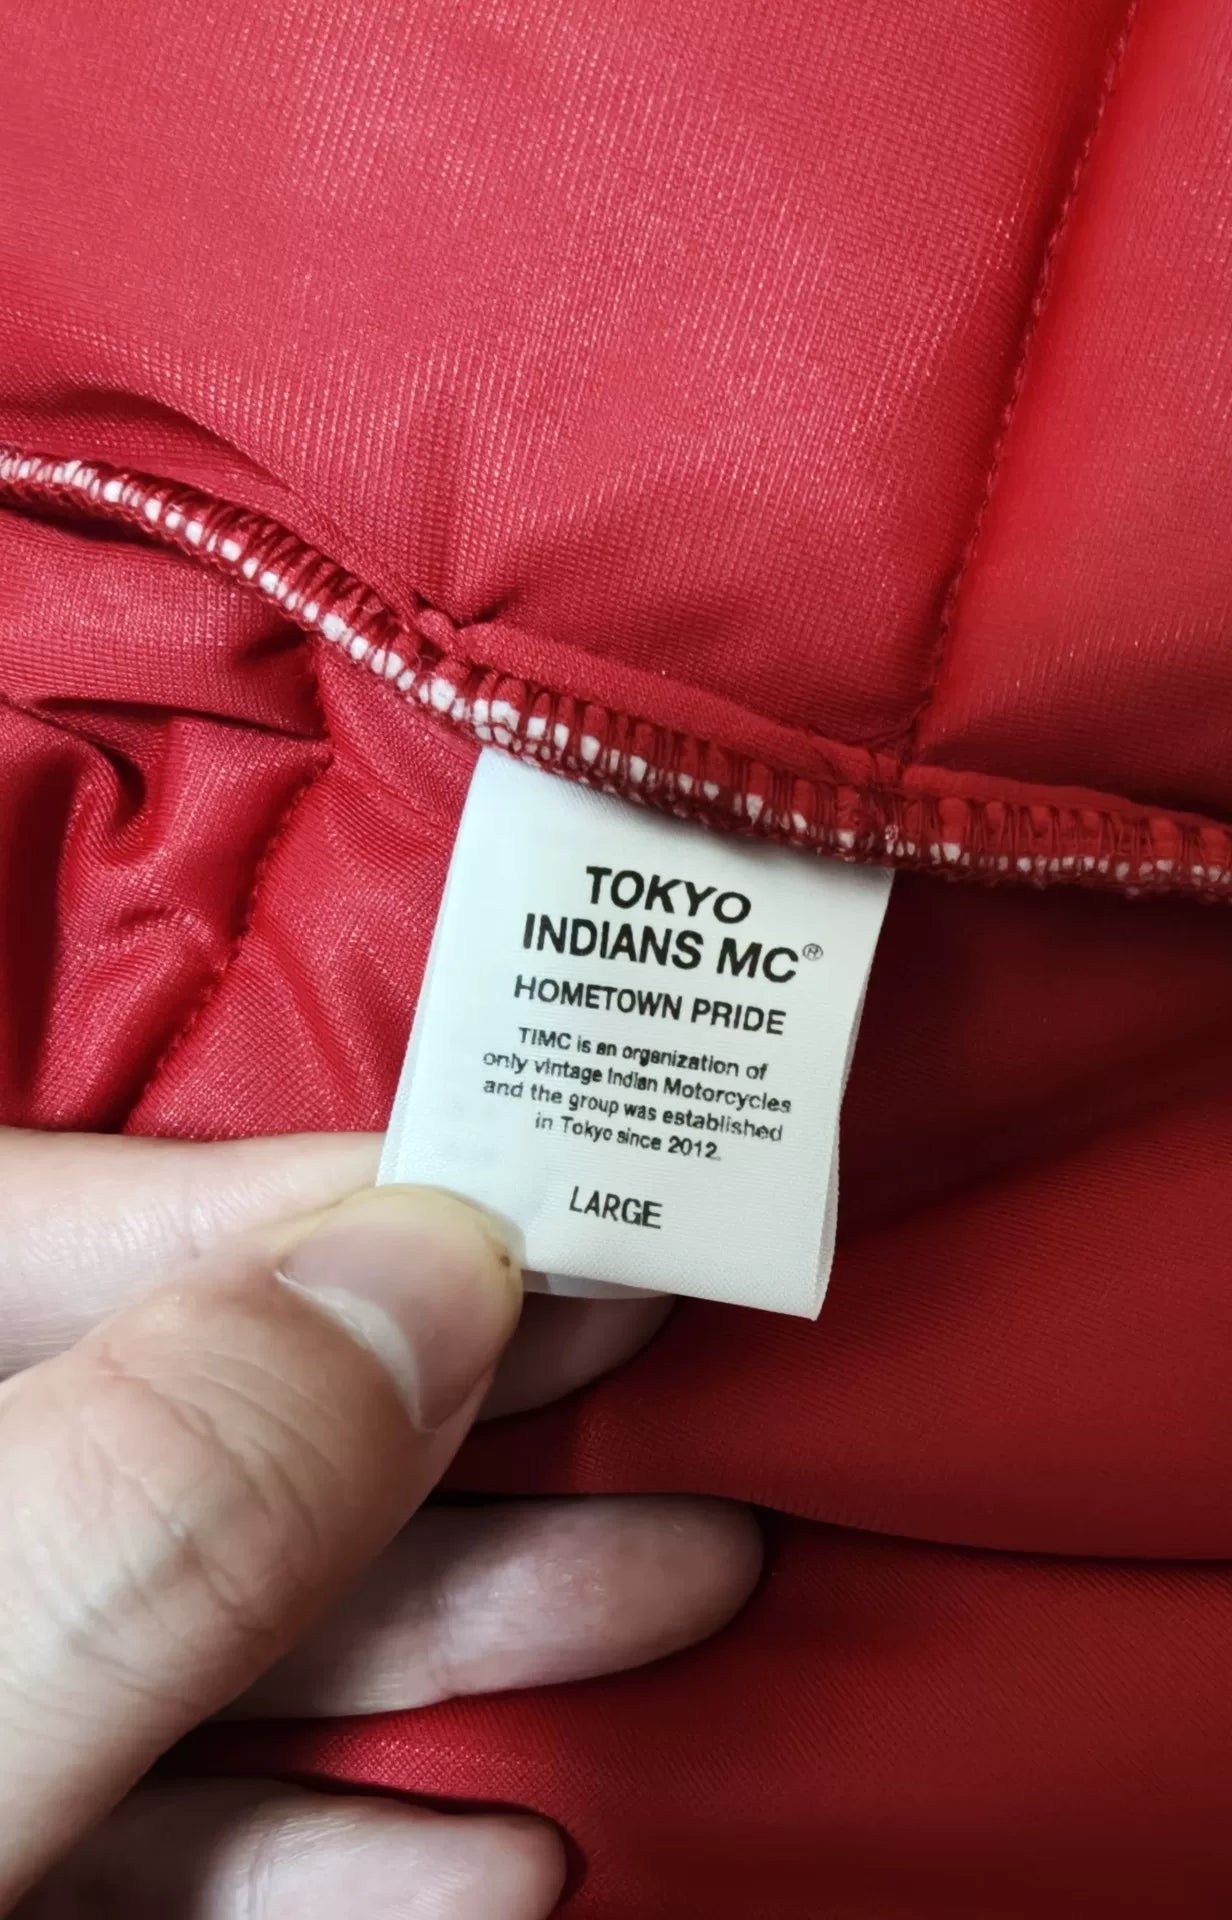 TOKYO
INDIANS MC®
HOMETOWN PRIDE
TIMC is an organization of
only vintage Indian Motorcycles
and the group was established
in Tokyo since 2012.
LARGE